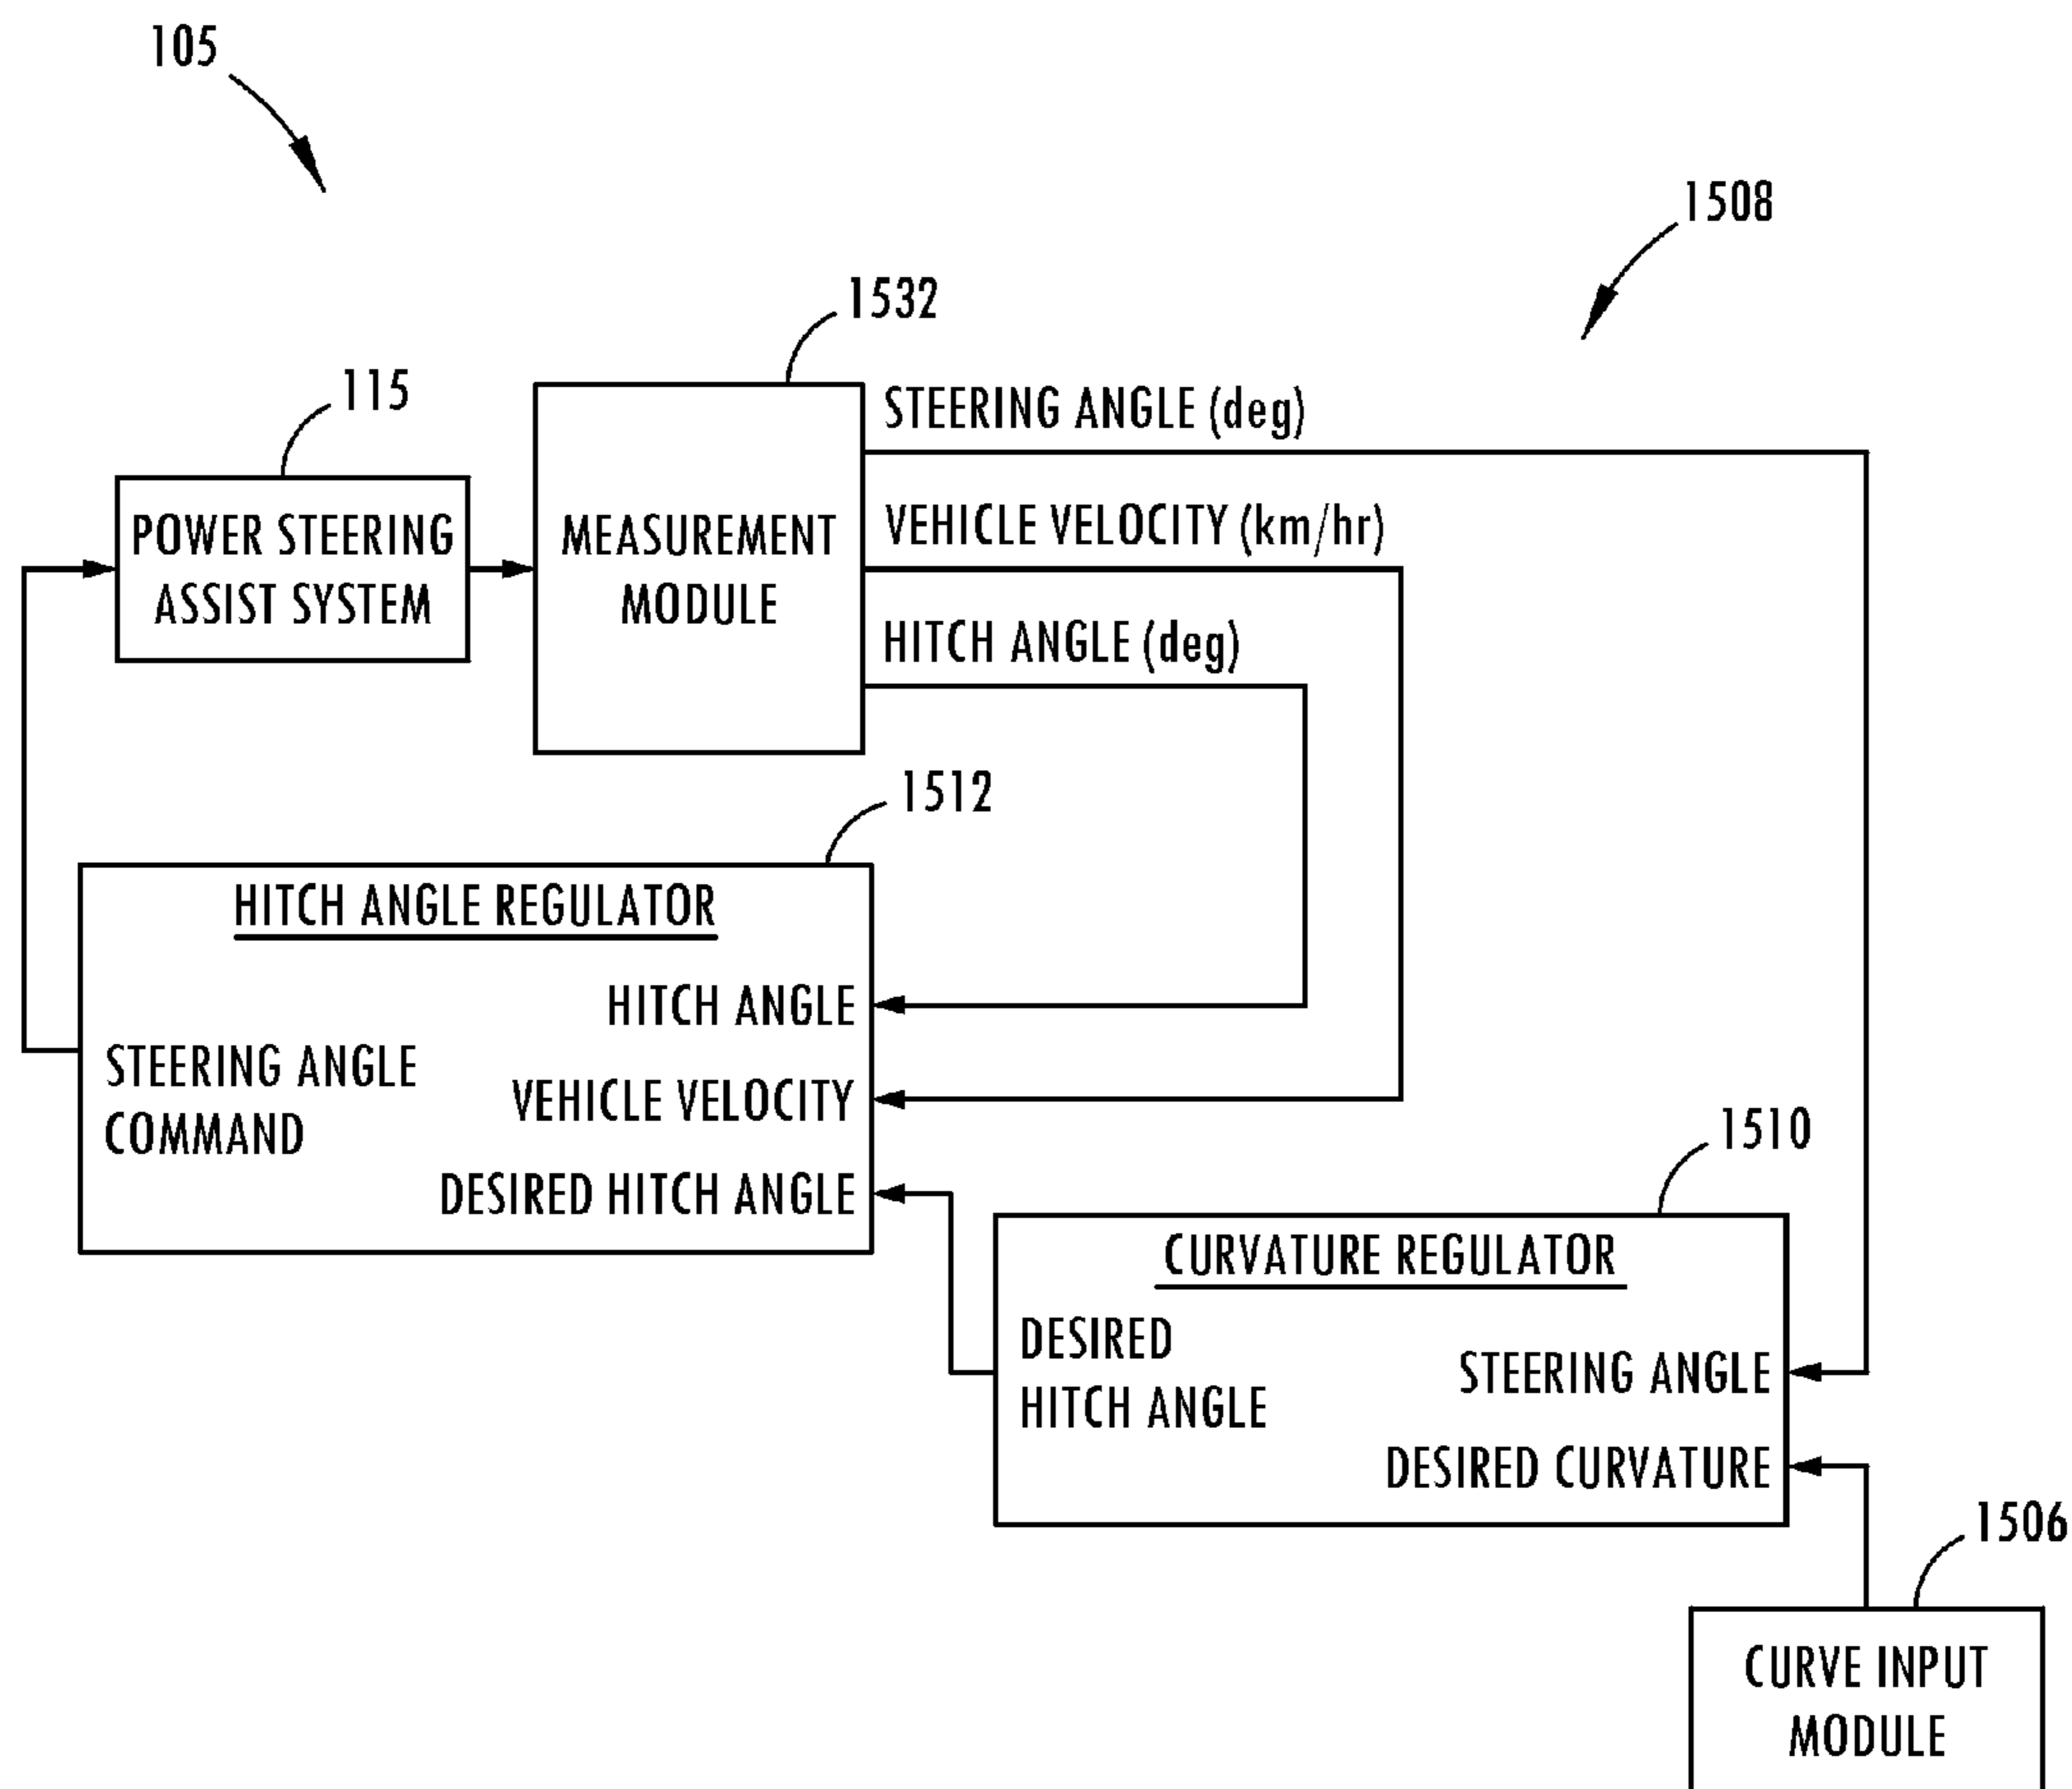 105
1508
1532
115
STEERING ANGLE (deg)
POWER STEERING
ASSIST SYSTEM
MEASUREMENT
MODULE
VEHICLE VELOCITY (km/hr)
HITCH ANGLE (deg)
1512
HITCH ANGLE REGULATOR
HITCH ANGLE
STEERING ANGLE
COMMAND
VEHICLE VELOCITY
DESIRED HITCH ANGLE
1510
CURVATURE REGULATOR
DESIRED
HITCH ANGLE
STEERING ANGLE
DESIRED CURVATURE
1506
CURVE INPUT
MODULE